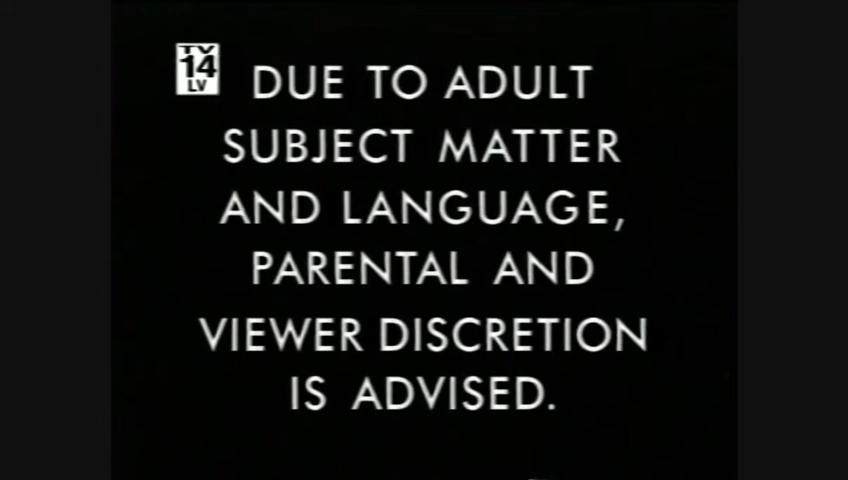 TV
14
LV
DUE TO ADULT
SUBJECT MATTER
AND LANGUAGE,
PARENTAL AND
VIEWER DISCRETION
IS ADVISED.